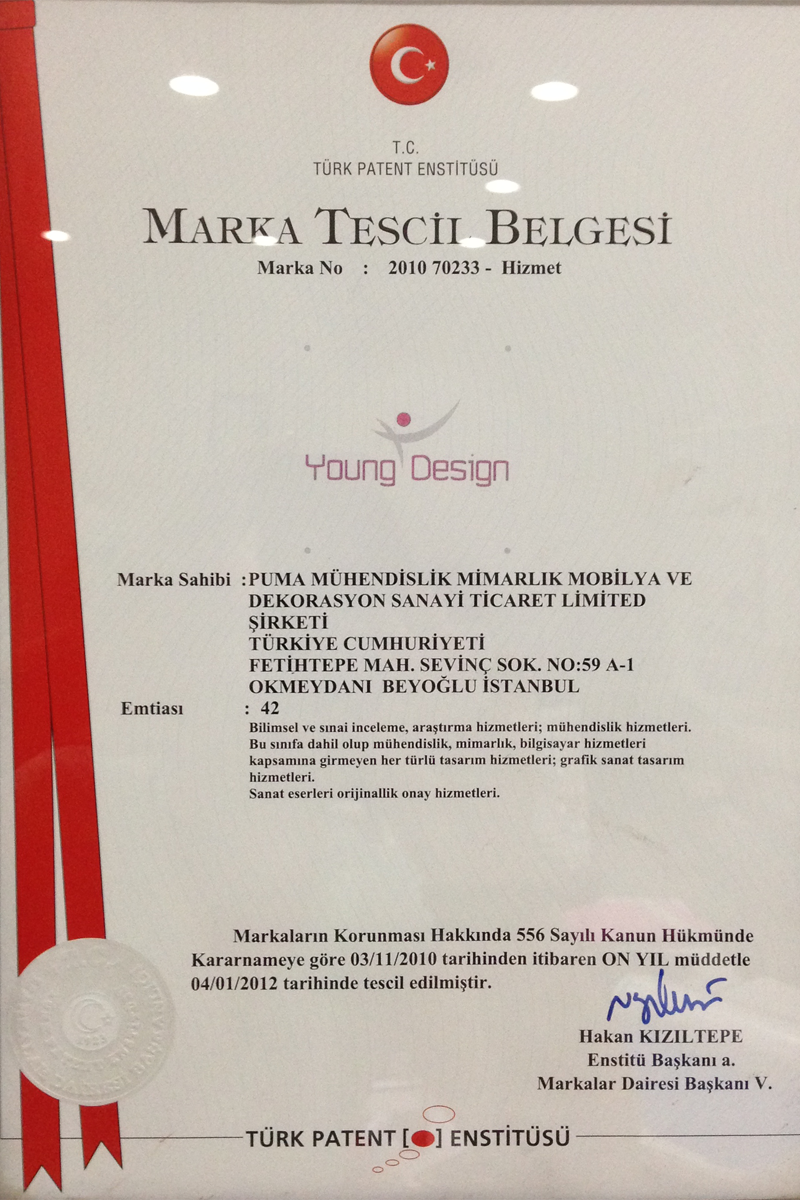 T.C.
TÜRK PATENT ENSTİTÜSÜ
MARKA TESCİL BELGESİ
Marka No : 2010 70233 - Hizmet
Young Design
Marka Sahibi : PUMA MÜHENDİSLİK MİMARLIK MOBİLYA VE
DEKORASYON SANAYİ TİCARET LİMİTED
ŞİRKETİ
TÜRKİYE CUMHURİYETİ
FETİHTEPE MAH. SEVİNÇ SOK. NO:59 A-1
OKMEYDANI BEYOĞLU İSTANBUL
Emtiası : 42
Bilimsel ve sınai inceleme, araştırma hizmetleri; mühendislik hizmetleri.
Bu sınıfa dahil olup mühendislik, mimarlık, bilgisayar hizmetleri
kapsamına girmeyen her türlü tasarım hizmetleri; grafik sanat tasarım
hizmetleri.
Sanat eserleri orijinallik onay hizmetleri.
Markaların Korunması Hakkında 556 Sayılı Kanun Hükmünde
Kararnameye göre 03/11/2010 tarihinden itibaren ON YIL müddetle
04/01/2012 tarihinde tescil edilmiştir.
Hakan KIZILTEPE
Enstitü Başkanı a.
Markalar Dairesi Başkanı V.
TÜRK PATENT [ ] ENSTİTÜSÜ